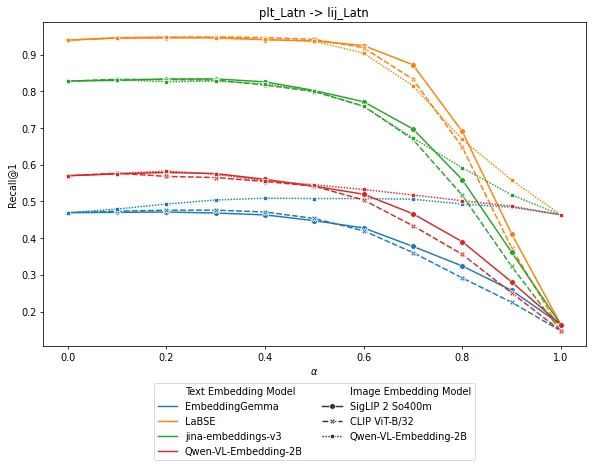 plt_Latn -> lij_Latn
Recall@1
0.9
0.8
0.7
0.6
0.5
0.4
0.3
0.2
0.0 0.2 0.4 0.6 0.8 1.0
α
Text Embedding Model
EmbeddingGemma
LaBSE
jina-embeddings-v3
Qwen-VL-Embedding-2B
Image Embedding Model
SigLIP 2 So400m
CLIP ViT-B/32
Qwen-VL-Embedding-2B